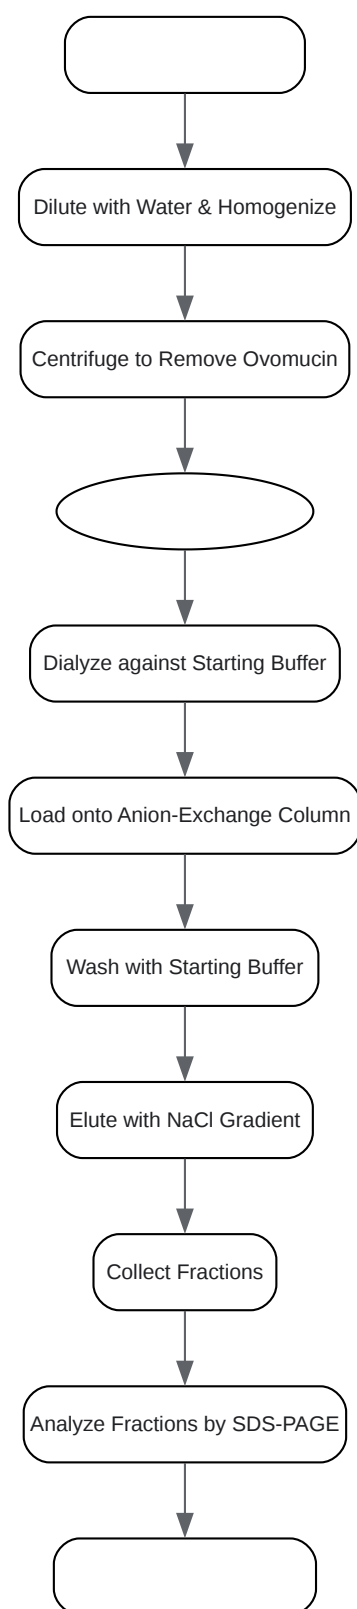 Dilute with Water & Homogenize
Centrifuge to Remove Ovomucin
Dialyze against Starting Buffer
Load onto Anion-Exchange Column
Wash with Starting Buffer
Elute with NaCl Gradient
Collect Fractions
Analyze Fractions by SDS-PAGE